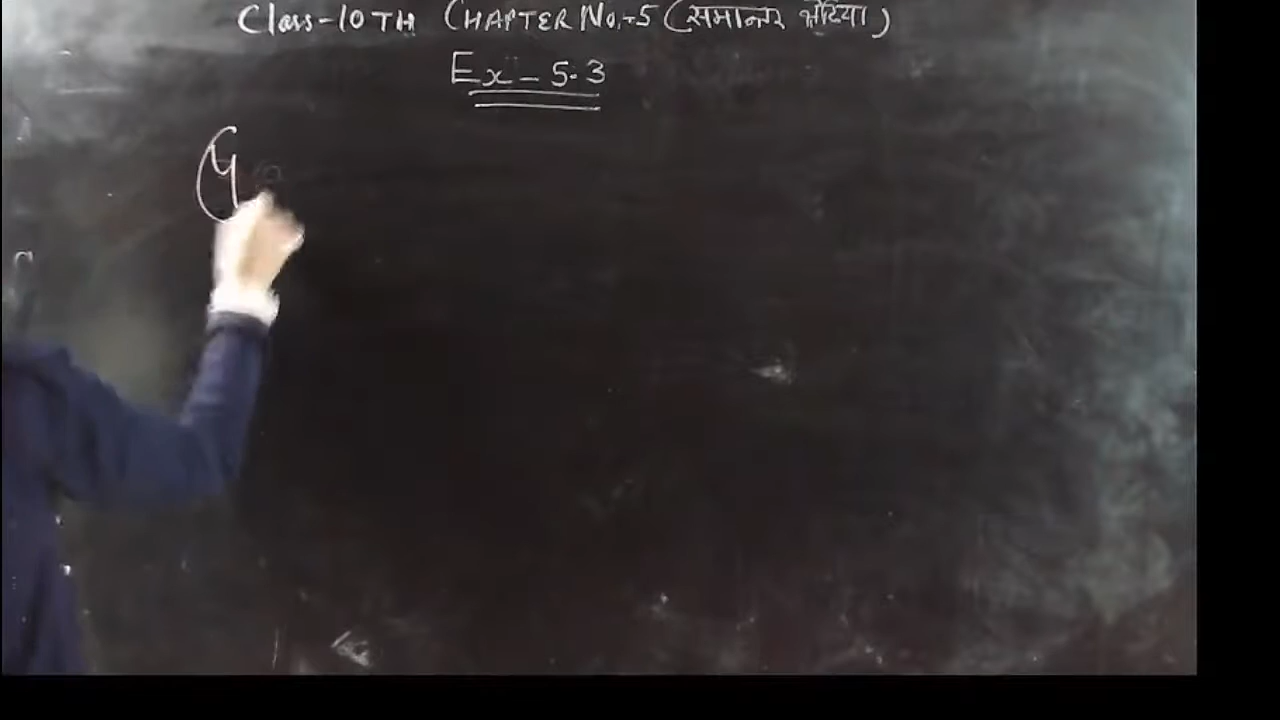 Class-10TH CHAPTER No.-5 (समान्तर श्रेढियां)
Ex - 5.3